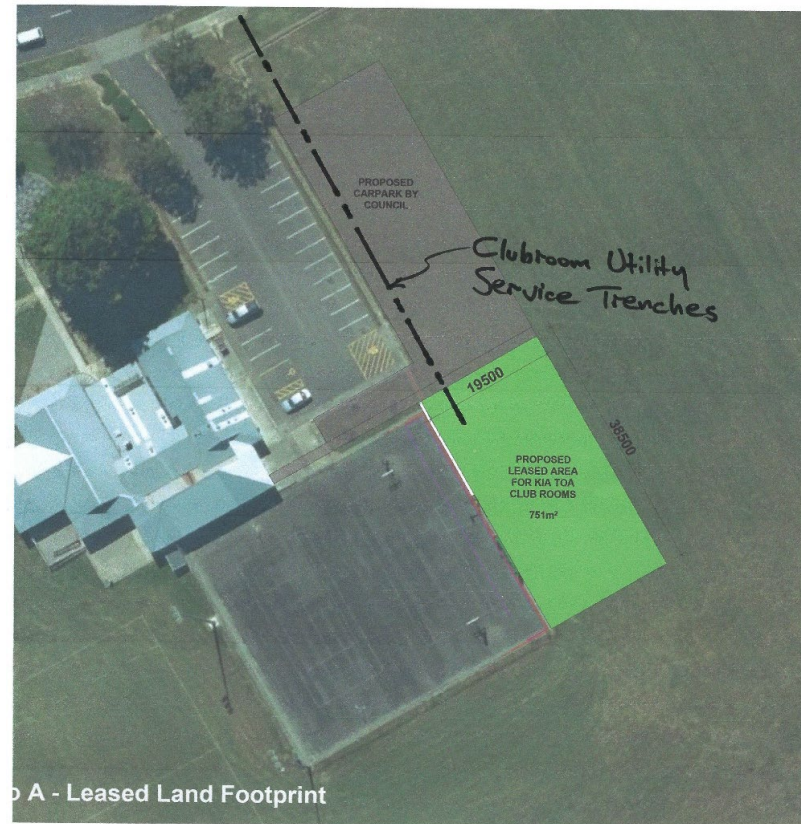 PROPOSED
CARPARK BY
COUNCIL
Clubroom Utility
Service Trenches
19500
38500
PROPOSED
LEASED AREA
FOR KIA TOA
CLUB ROOMS
751m²
A - Leased Land Footprint